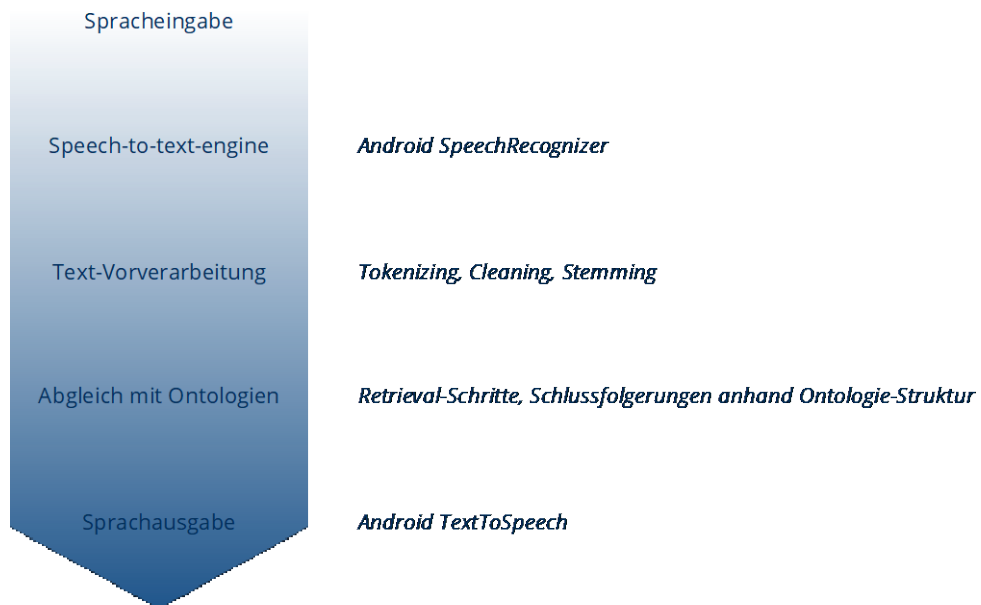 Spracheingabe
Speech-to-text-engine
Android SpeechRecognizer
Text-Vorverarbeitung
Tokenizing, Cleaning, Stemming
Abgleich mit Ontologien
Retrieval-Schritte, Schlussfolgerungen anhand Ontologie-Struktur
Sprachausgabe
Android TextToSpeech